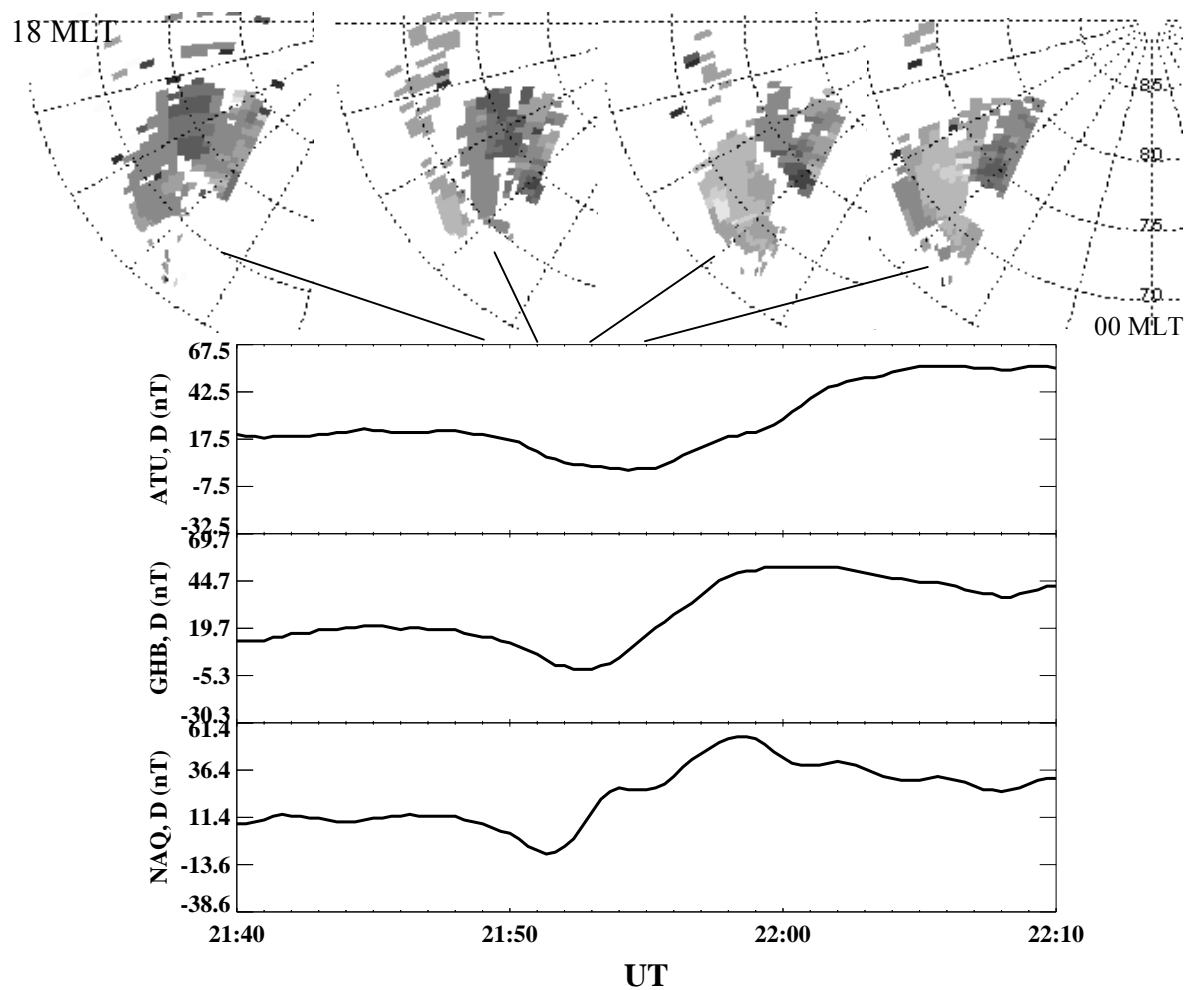 18 MLT
85
80
75
70
00 MLT
67.5
42.5
17.5
-7.5
-32.5
ATU, D (nT)
69.7
44.7
19.7
-5.3
-30.3
GHB, D (nT)
61.4
36.4
11.4
-13.6
-38.6
NAQ, D (nT)
21:40 21:50 22:00 22:10
UT